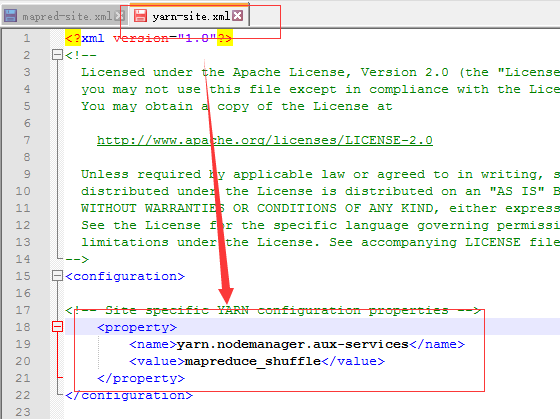 mapred-site.xml yarn-site.xml
1 <?xml version="1.0"?>
2 <!--
3 Licensed under the Apache License, Version 2.0 (the "License
4 you may not use this file except in compliance with the Lice
5 You may obtain a copy of the License at
6
7 http://www.apache.org/licenses/LICENSE-2.0
8
9 Unless required by applicable law or agreed to in writing, s
10 distributed under the License is distributed on an "AS IS" B
11 WITHOUT WARRANTIES OR CONDITIONS OF ANY KIND, either expres
12 See the License for the specific language governing permissi
13 limitations under the License. See accompanying LICENSE file
14 -->
15 <configuration>
16
17 <!-- Site specific YARN configuration properties -->
18 <property>
19 <name>yarn.nodemanager.aux-services</name>
20 <value>mapreduce_shuffle</value>
21 </property>
22 </configuration>
23